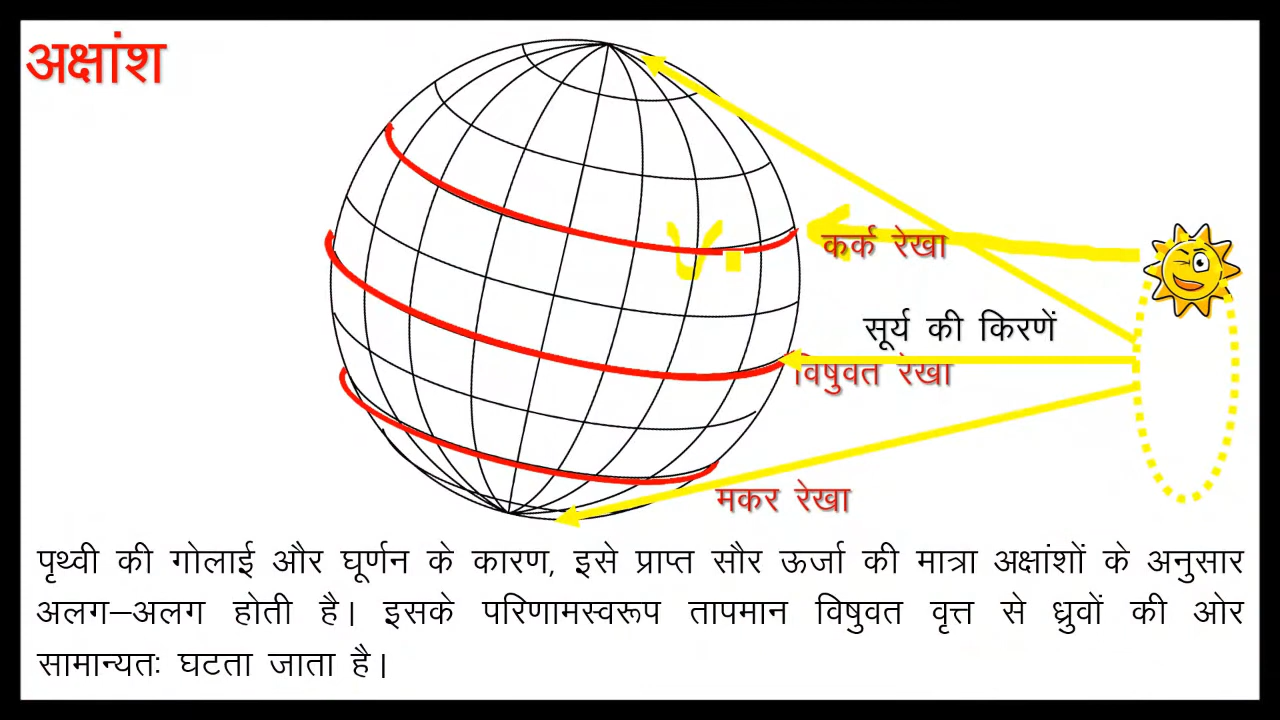 अक्षांश
कर्क रेखा
सूर्य की किरणें
विषुवत रेखा
मकर रेखा
पृथ्वी की गोलाई और घूर्णन के कारण, इसे प्राप्त सौर ऊर्जा की मात्रा अक्षांशों के अनुसार
अलग–अलग होती है। इसके परिणामस्वरूप तापमान विषुवत वृत्त से ध्रुवों की ओर
सामान्यतः घटता जाता है।